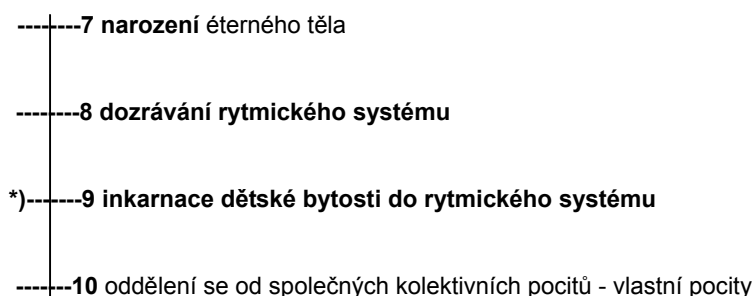 --------7 narození éterného těla
--------8 dozrávání rytmického systému
*)-------9 inkarnace dětské bytosti do rytmického systému
-------10 oddělení se od společných kolektivních pocitů - vlastní pocity